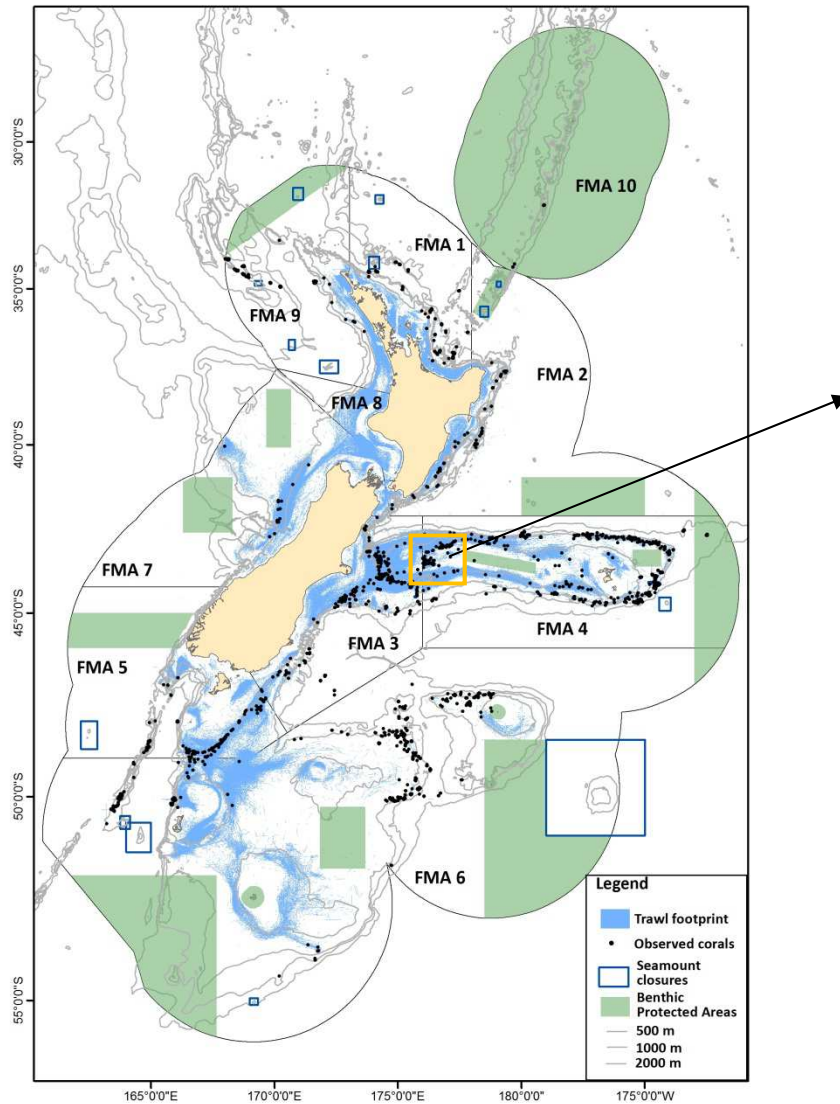 30°0'0"S
35°0'0"S
40°0'0"S
45°0'0"S
50°0'0"S
55°0'0"S
FMA 10
FMA 1
FMA 9
FMA 2
FMA 8
FMA 7
FMA 3
FMA 4
FMA 5
FMA 6
Legend
Trawl footprint
Observed corals
Seamount
closures
Benthic
Protected Areas
500 m
1000 m
2000 m
165°0'0"E
170°0'0"E
175°0'0"E
180°0'0"
175°0'0"W